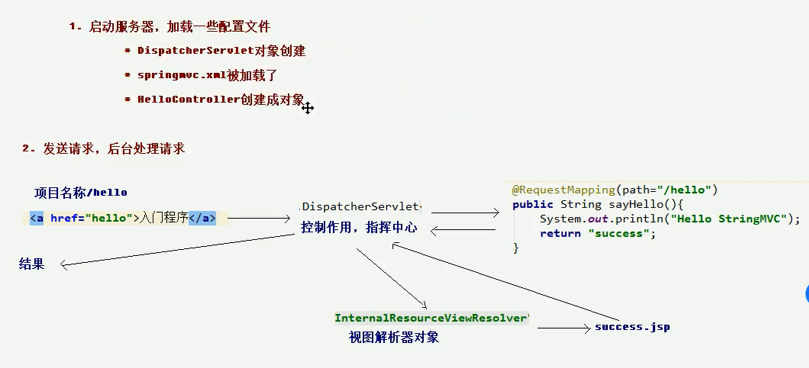 1. 启动服务器，加载一些配置文件
* DispatcherServlet对象创建
* springmvc.xml被加载了
* HelloController创建成对象
2. 发送请求，后台处理请求
项目名称/hello
<a href="hello">入门程序</a>
DispatcherServlet
控制作用，指挥中心
@RequestMapping(path="/hello")
public String sayHello(){
System.out.println("Hello StringMVC");
return "success";
}
结果
InternalResourceViewResolver
视图解析器对象
success.jsp